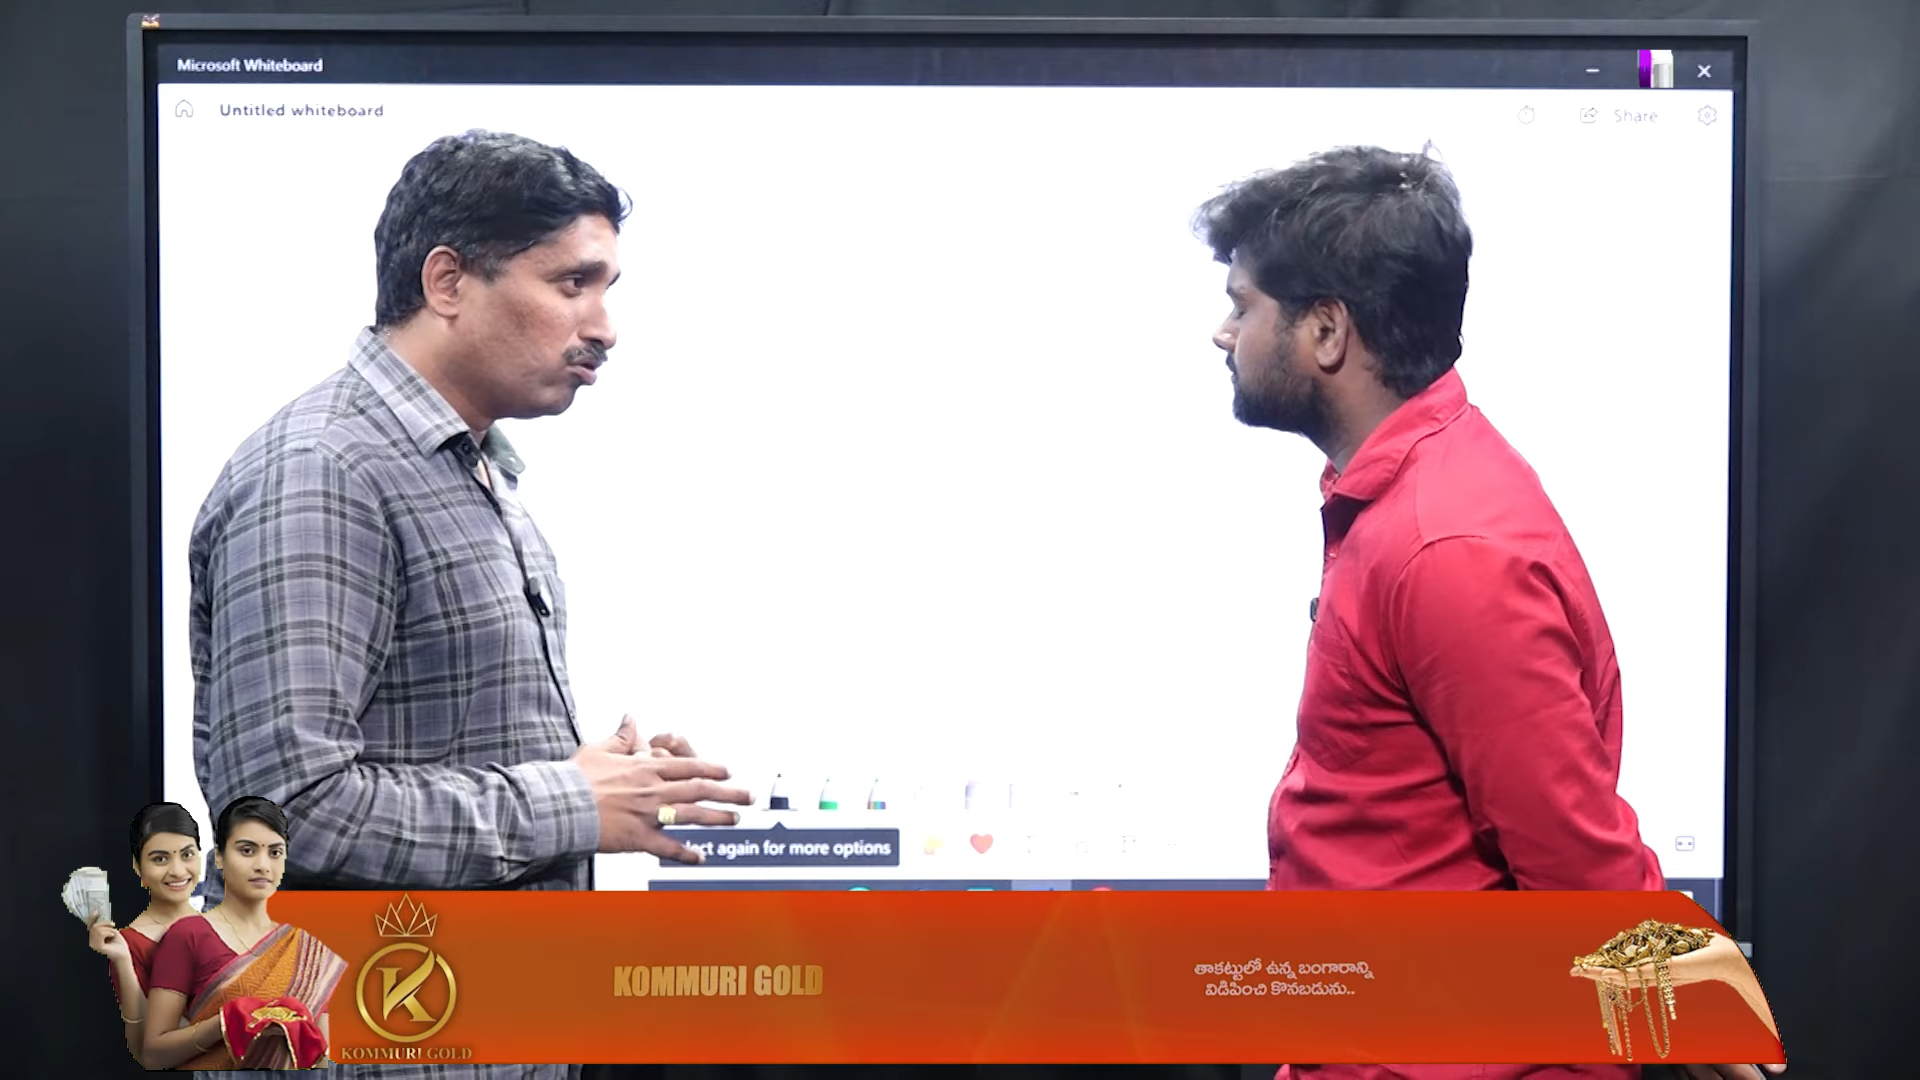 Microsoft Whiteboard
Untitled whiteboard
Share
again for more options
KOMMURI GOLD
తాకట్టులో ఉన్న బంగారాన్ని
విడిపించి కొనబడును..
KOMMURI GOLD